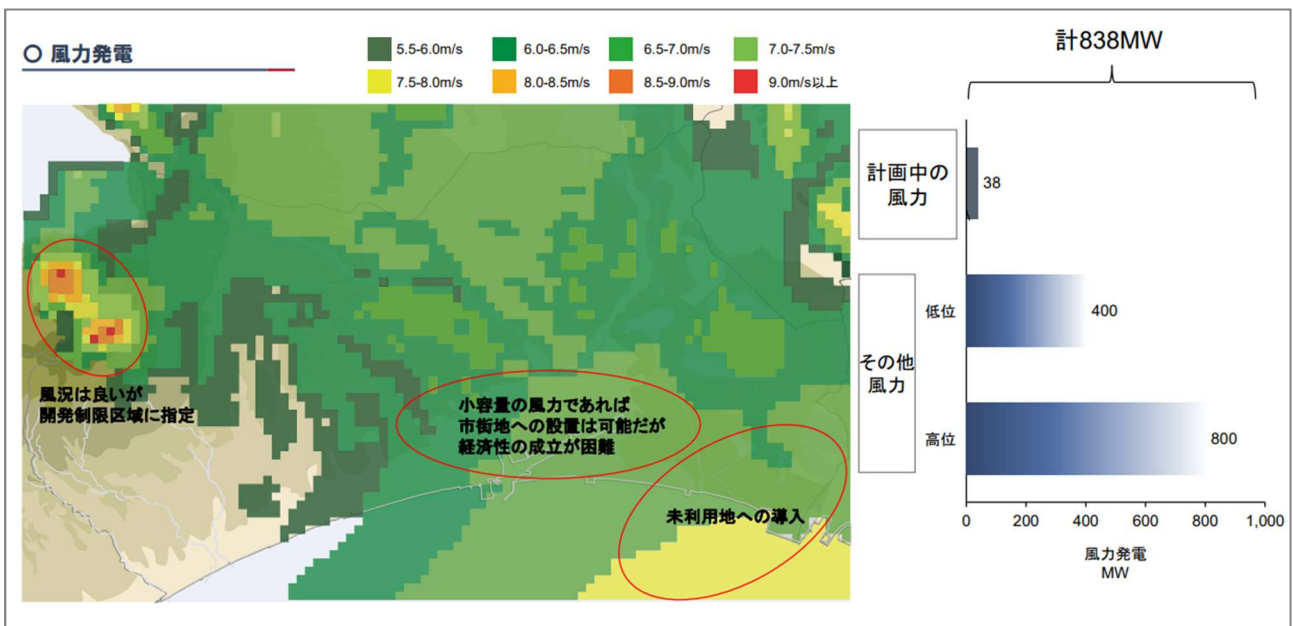 〇 風力発電
5.5-6.0m/s
6.0-6.5m/s
6.5-7.0m/s
7.0-7.5m/s
7.5-8.0m/s
8.0-8.5m/s
8.5-9.0m/s
9.0m/s以上
風況は良いが
開発制限区域に指定
小容量の風力であれば
市街地への設置は可能だが
経済性の成立が困難
未利用地への導入
計838MW
計画中の
風力
38
その他
風力
低位
400
高位
800
0
200
400
600
800
1,000
風力発電
MW